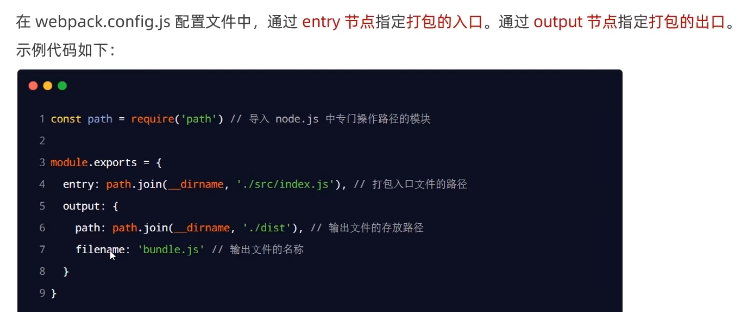 在 webpack.config.js 配置文件中，通过 entry 节点指定打包的入口。通过 output 节点指定打包的出口。
示例代码如下：
1 const path = require('path') // 导入 node.js 中专门操作路径的模块
2
3 module.exports = {
4   entry: path.join(__dirname, './src/index.js'), // 打包入口文件的路径
5   output: {
6     path: path.join(__dirname, './dist'), // 输出文件的存放路径
7     filename: 'bundle.js' // 输出文件的名称
8   }
9 }